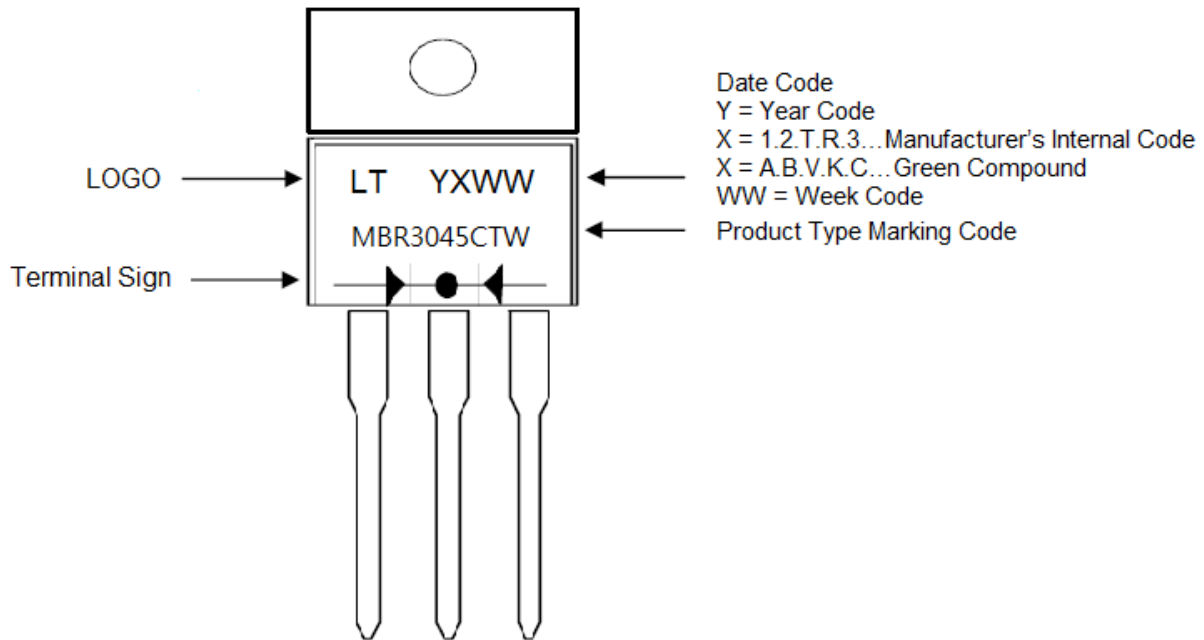 Date Code
Y = Year Code
X = 1.2.T.R.3...Manufacturer's Internal Code
X = A.B.V.K.C...Green Compound
WW = Week Code
LOGO
LT YXWW
MBR3045CTW
Product Type Marking Code
Terminal Sign